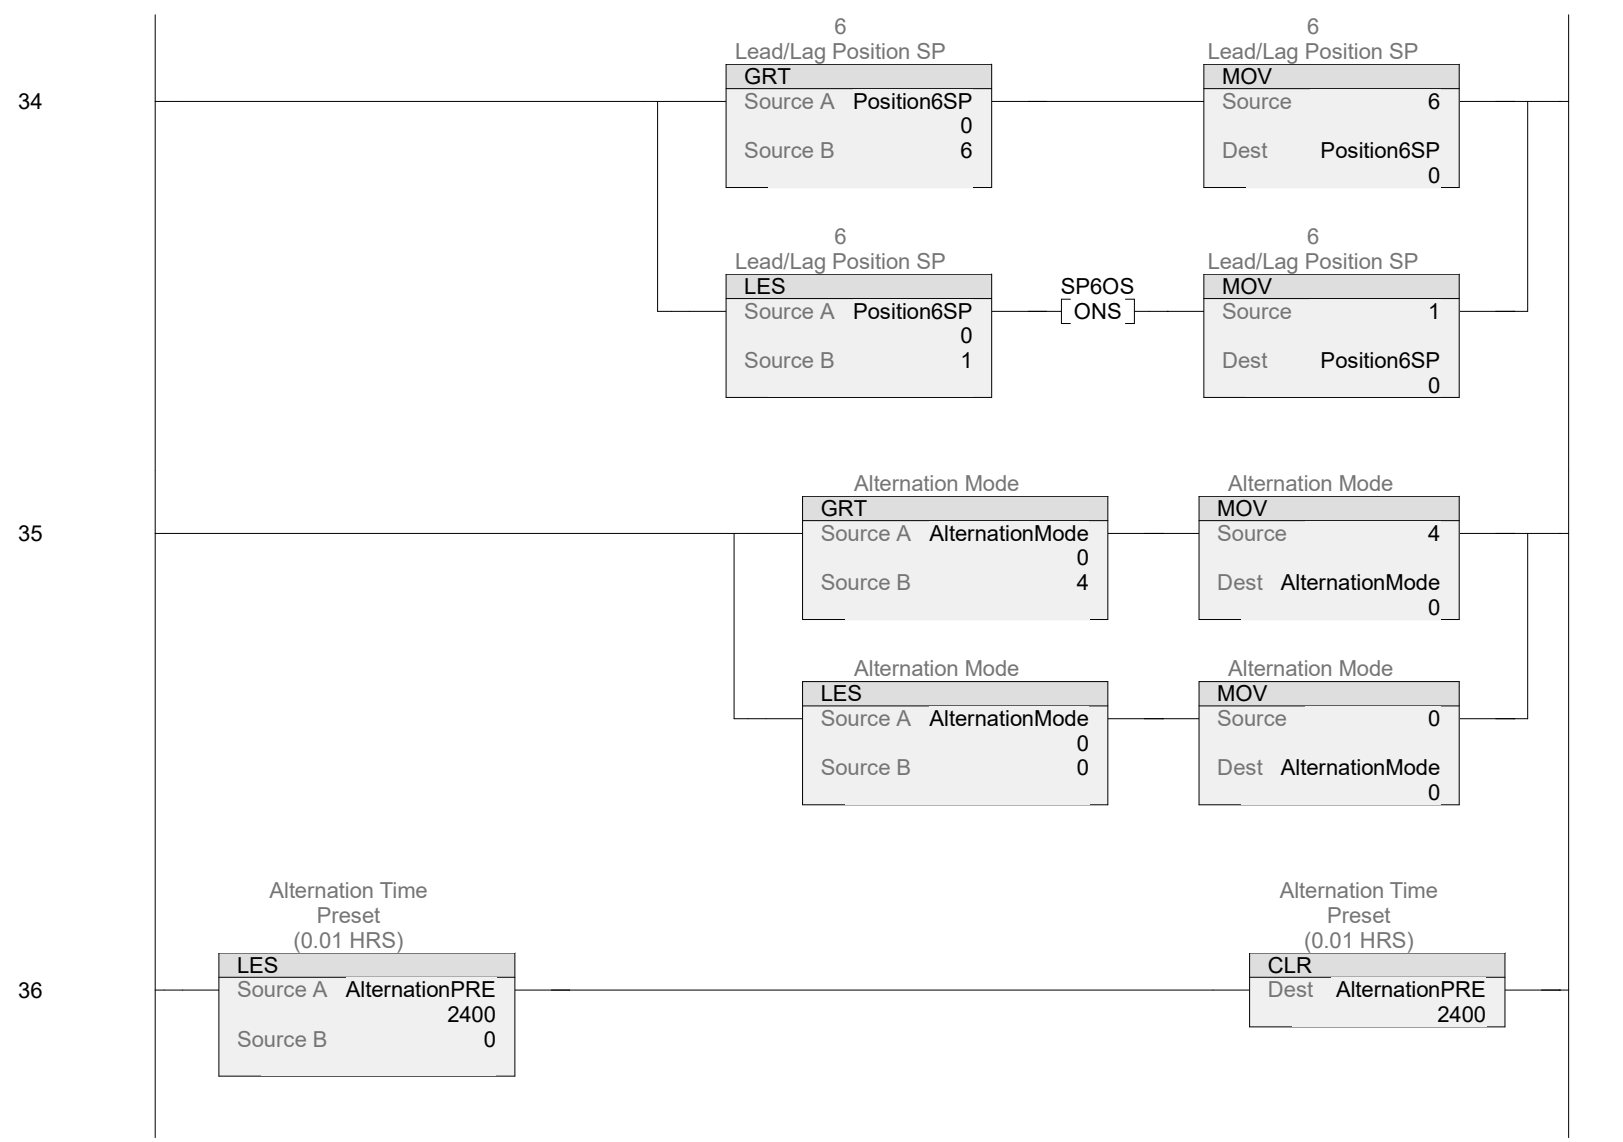 6
Lead/Lag Position SP
GRT
Source A Position6SP
0
Source B 6
6
Lead/Lag Position SP
MOV
Source 6
Dest Position6SP
0
34
6
Lead/Lag Position SP
LES
Source A Position6SP
0
Source B 1
SP6OS
ONS
6
Lead/Lag Position SP
MOV
Source 1
Dest Position6SP
0
35
Alternation Mode
GRT
Source A AlternationMode
0
Source B 4
Alternation Mode
MOV
Source 4
Dest AlternationMode
0
Alternation Mode
LES
Source A AlternationMode
0
Source B 0
Alternation Mode
MOV
Source 0
Dest AlternationMode
0
36
Alternation Time
Preset
(0.01 HRS)
LES
Source A AlternationPRE
2400
Source B 0
Alternation Time
Preset
(0.01 HRS)
CLR
Dest AlternationPRE
2400